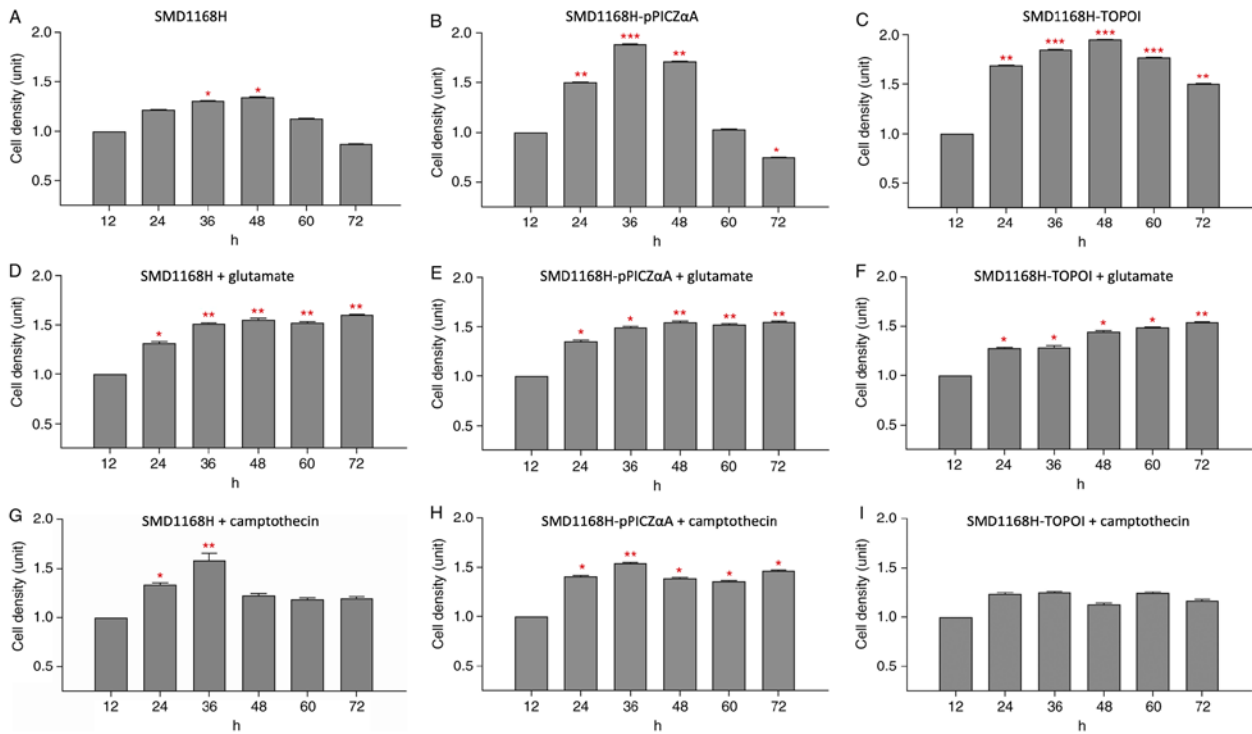 A
SMD1168H
Cell density (unit)
2.0
1.5
1.0
0.5
* *
12 24 36 48 60 72
h
B
SMD1168H-pPICZαA
Cell density (unit)
2.0
1.5
1.0
0.5
** *** ** *
12 24 36 48 60 72
h
C
SMD1168H-TOPOI
Cell density (unit)
2.0
1.5
1.0
0.5
** *** *** *** **
12 24 36 48 60 72
h
D
SMD1168H + glutamate
Cell density (unit)
2.0
1.5
1.0
0.5
* ** ** ** **
12 24 36 48 60 72
h
E
SMD1168H-pPICZαA + glutamate
Cell density (unit)
2.0
1.5
1.0
0.5
* * ** ** **
12 24 36 48 60 72
h
F
SMD1168H-TOPOI + glutamate
Cell density (unit)
2.0
1.5
1.0
0.5
* * * * **
12 24 36 48 60 72
h
G
SMD1168H + camptothecin
Cell density (unit)
2.0
1.5
1.0
0.5
* **
12 24 36 48 60 72
h
H
SMD1168H-pPICZαA + camptothecin
Cell density (unit)
2.0
1.5
1.0
0.5
* ** * * *
12 24 36 48 60 72
h
I
SMD1168H-TOPOI + camptothecin
Cell density (unit)
2.0
1.5
1.0
0.5
12 24 36 48 60 72
h